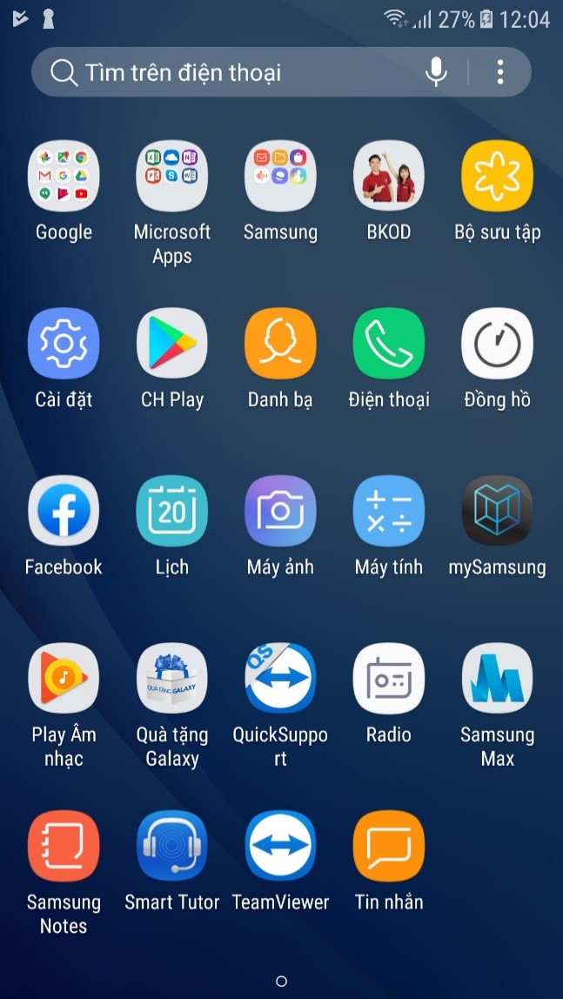 27% 12:04
Tìm trên điện thoại
Google
Microsoft
Apps
Samsung
BKOD
Bộ sưu tập
Cài đặt
CH Play
Danh bạ
Điện thoại
Đồng hồ
Facebook
20
Lịch
Máy ảnh
Máy tính
mySamsung
Play Âm
nhạc
QUÀ TẶNG GALAXY
Quà tặng
Galaxy
QS
QuickSuppo
rt
Radio
Samsung
Max
Samsung
Notes
Smart Tutor
TeamViewer
Tin nhắn